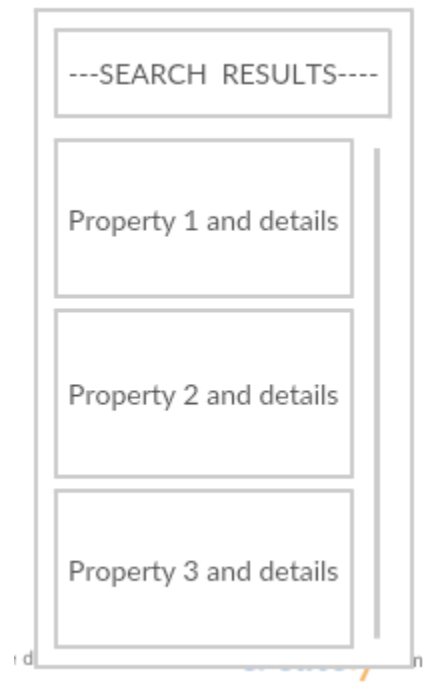 ---SEARCH RESULTS----
Property 1 and details
Property 2 and details
Property 3 and details